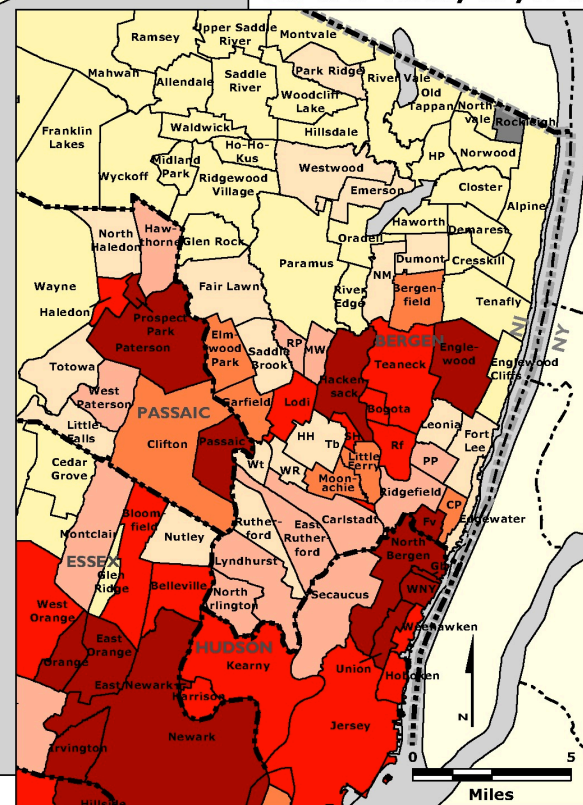 Ramsey
Upper Saddle
River
Montvale
Mahwah
Allendale
Saddle
River
Park Ridge
River Vale
Woodcliff
Lake
Old
Tappan
North-
vale
Rockleigh
Franklin
Lakes
Waldwick
Hillsdale
Ho-Ho-
Kus
Midland
Park
Wyckoff
Ridgewood
Village
Westwood
HP
Norwood
Emerson
Closter
Alpine
North
Haledon
Haw-
thorne
Glen Rock
Oradell
Haworth
Demarest
Dumont
Cresskill
Paramus
NM
Wayne
Fair Lawn
River
Edge
Bergen-
field
Tenafly
Haledon
Prospect
Park
NJ
NY
Paterson
Elm-
wood
Park
Saddle
Brook
RP
MW
BERGEN
Teaneck
Engle-
wood
Englewood
Cliffs
Totowa
Hacken
sack
West
Paterson
PASSAIC
Garfield
Lodi
Bogota
Little
Falls
Clifton
Passaic
HH
Tb
SH
Rf
Leonia
Fort
Lee
Cedar
Grove
Wt
WR
Little
Ferry
PP
Moon-
achie
Ridgefield
Bloom-
field
CP
Edgewater
Montclair
Nutley
Ruther-
ford
East
Ruther
ford
Carlstadt
Fv
ESSEX
Glen
Ridge
Lyndhurst
North
Bergen
GB
Belleville
North
rlington
Secaucus
WNY
West
Orange
East
Orange
Orange
HUDSON
Kearny
Weehawken
Union
Hoboken
East Newark
Harrison
Jersey
N
Irvington
Newark
0
5
Miles
Hillside